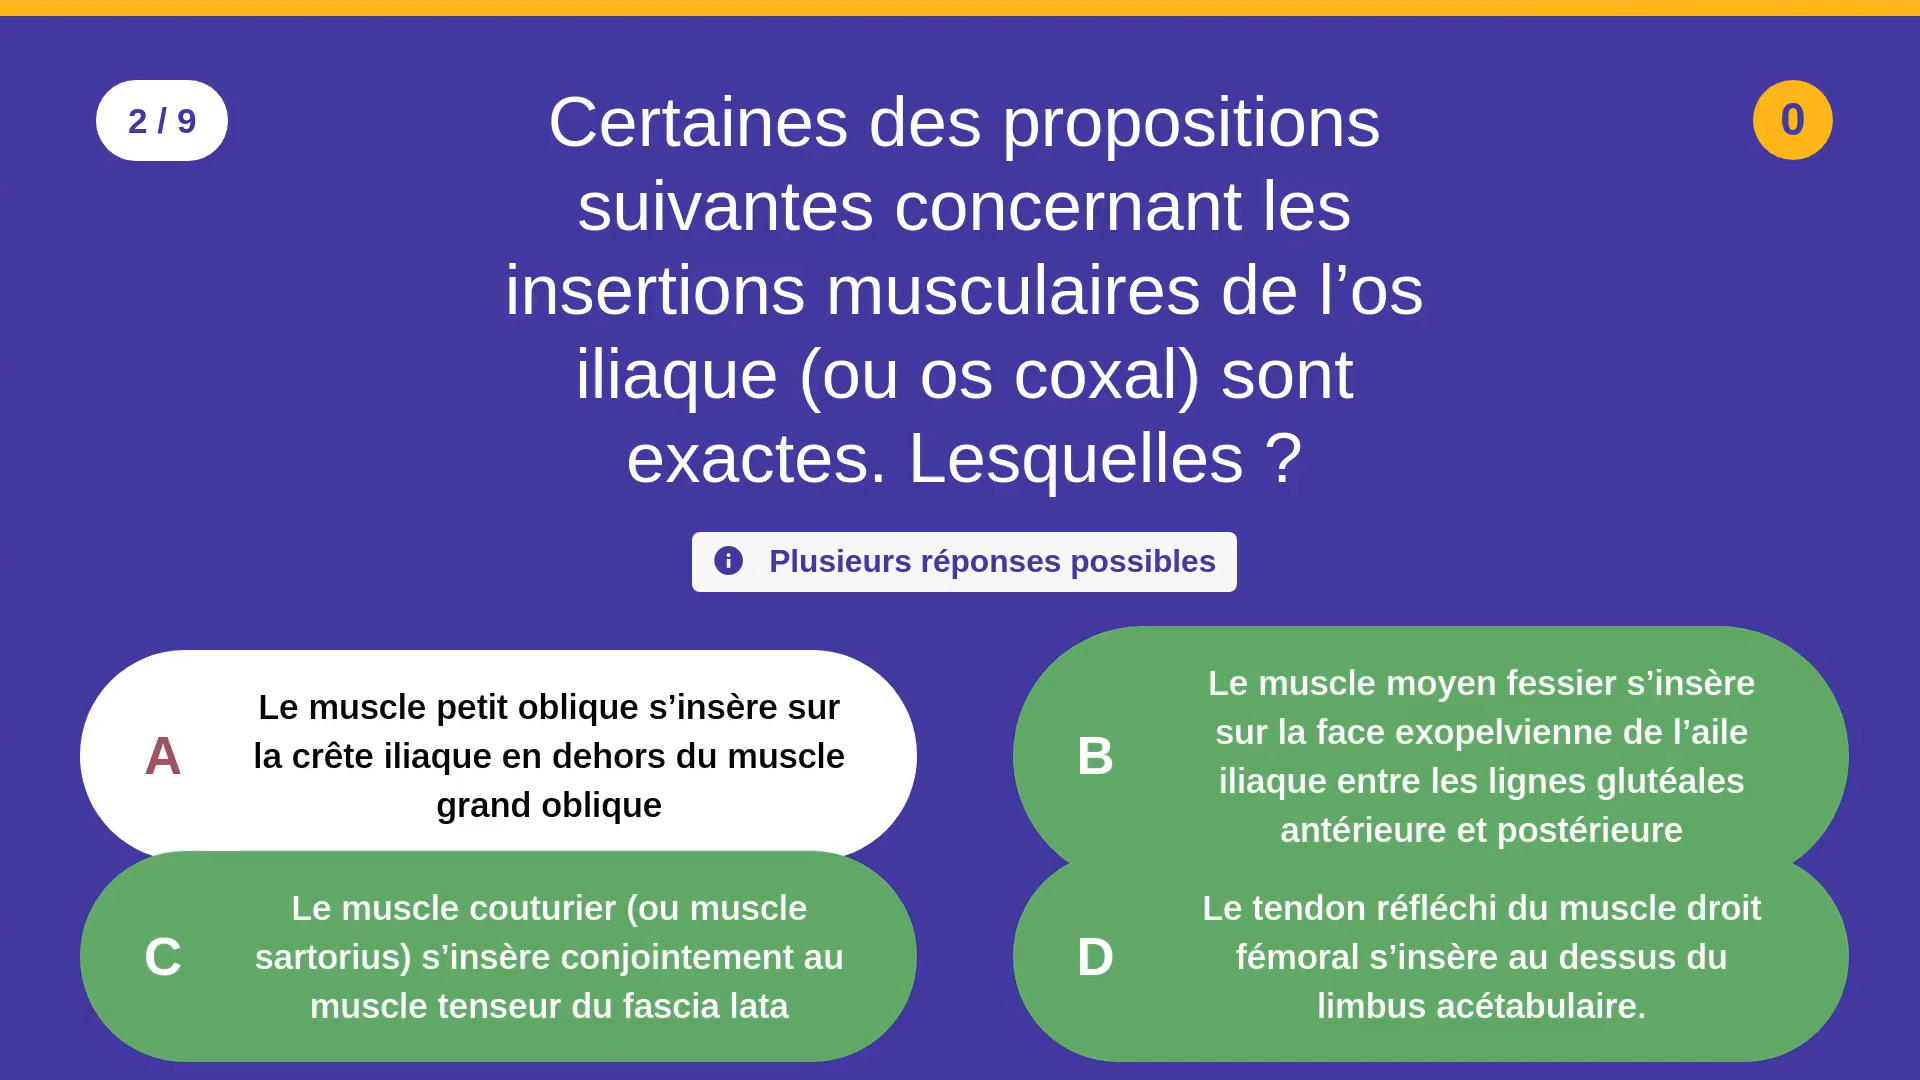 2 / 9
Certaines des propositions
suivantes concernant les
insertions musculaires de l’os
iliaque (ou os coxal) sont
exactes. Lesquelles ?
0
Plusieurs réponses possibles
A
Le muscle petit oblique s’insère sur
la crête iliaque en dehors du muscle
grand oblique
B
Le muscle moyen fessier s’insère
sur la face exopelvienne de l’aile
iliaque entre les lignes glutéales
antérieure et postérieure
C
Le muscle couturier (ou muscle
sartorius) s’insère conjointement au
muscle tenseur du fascia lata
D
Le tendon réfléchi du muscle droit
fémoral s’insère au dessus du
limbus acétabulaire.